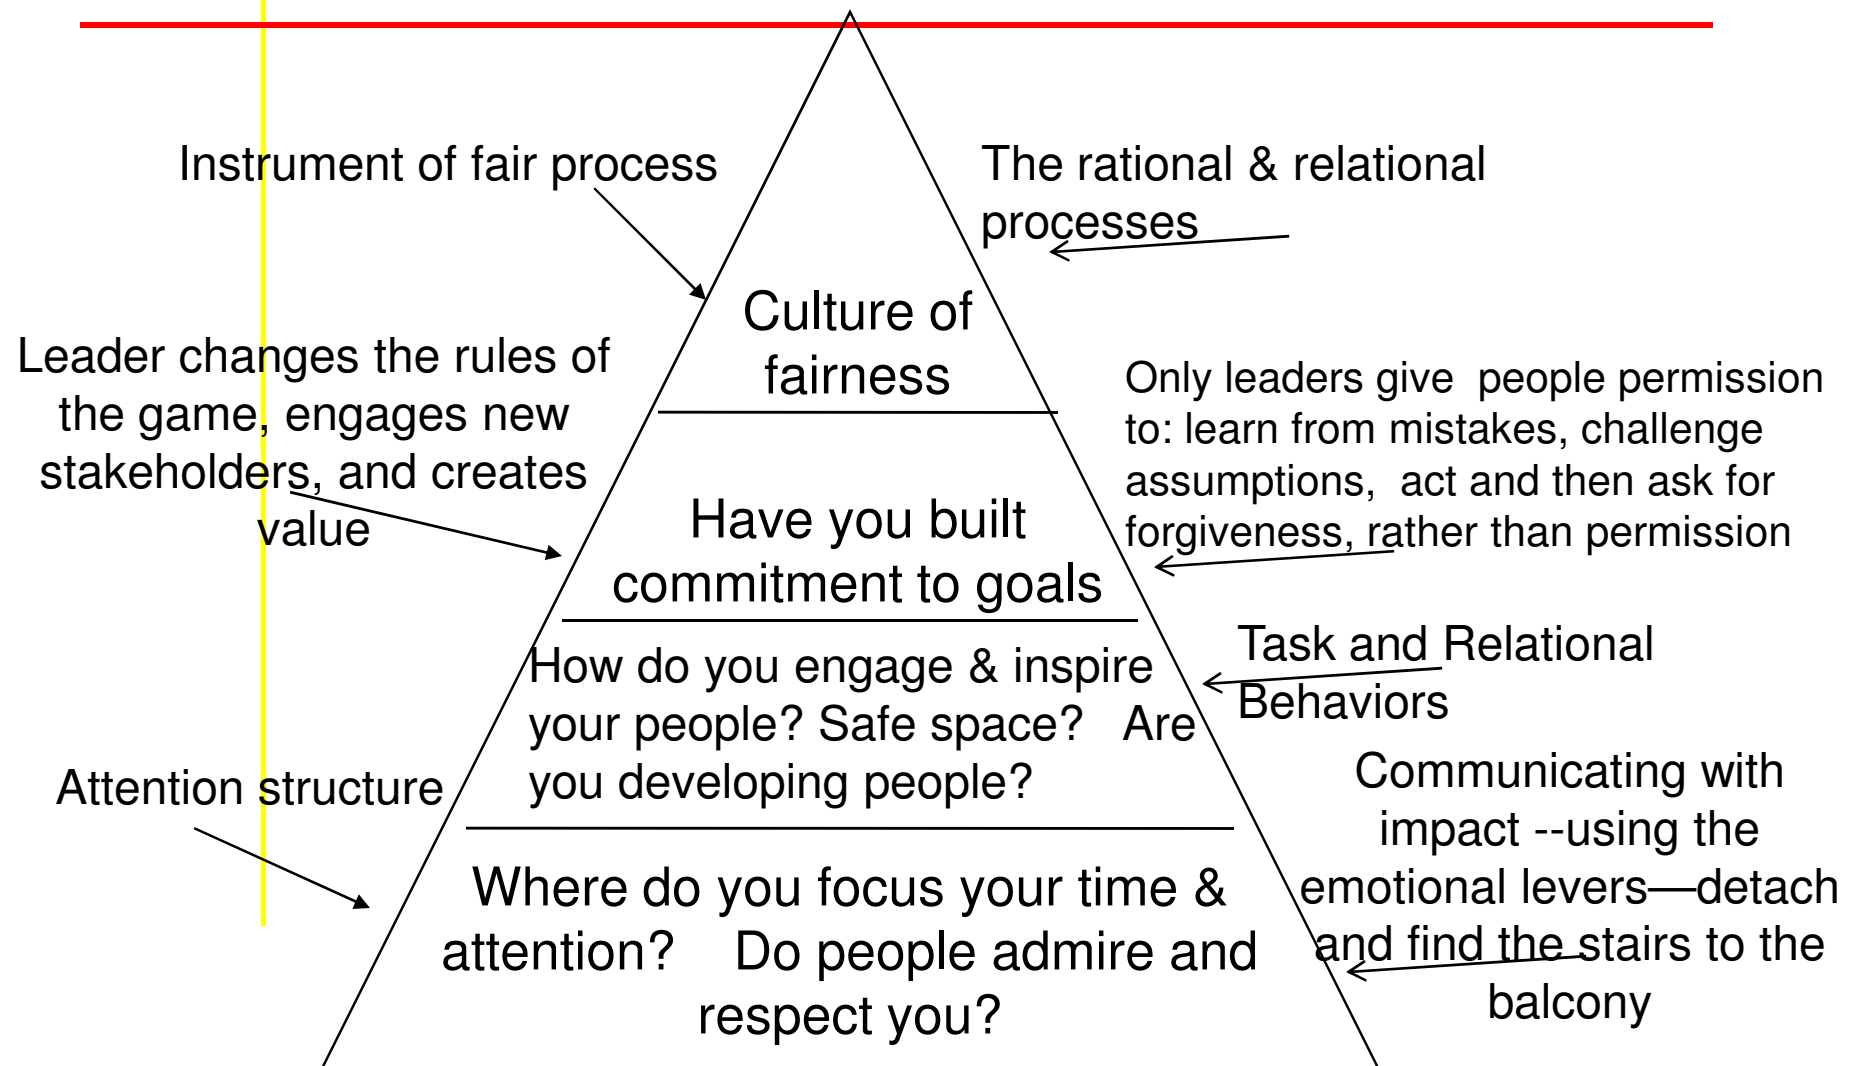 Instrument of fair process
The rational & relational
processes
Culture of
fairness
Leader changes the rules of
the game, engages new
stakeholders, and creates
value
Only leaders give  people permission
to: learn from mistakes, challenge
assumptions,  act and then ask for
forgiveness, rather than permission
Have you built
commitment to goals
How do you engage & inspire
your people? Safe space?   Are
you developing people?
Task and Relational
Behaviors
Attention structure
Where do you focus your time &
attention?    Do people admire and
respect you?
Communicating with
impact --using the
emotional levers—detach
and find the stairs to the
balcony